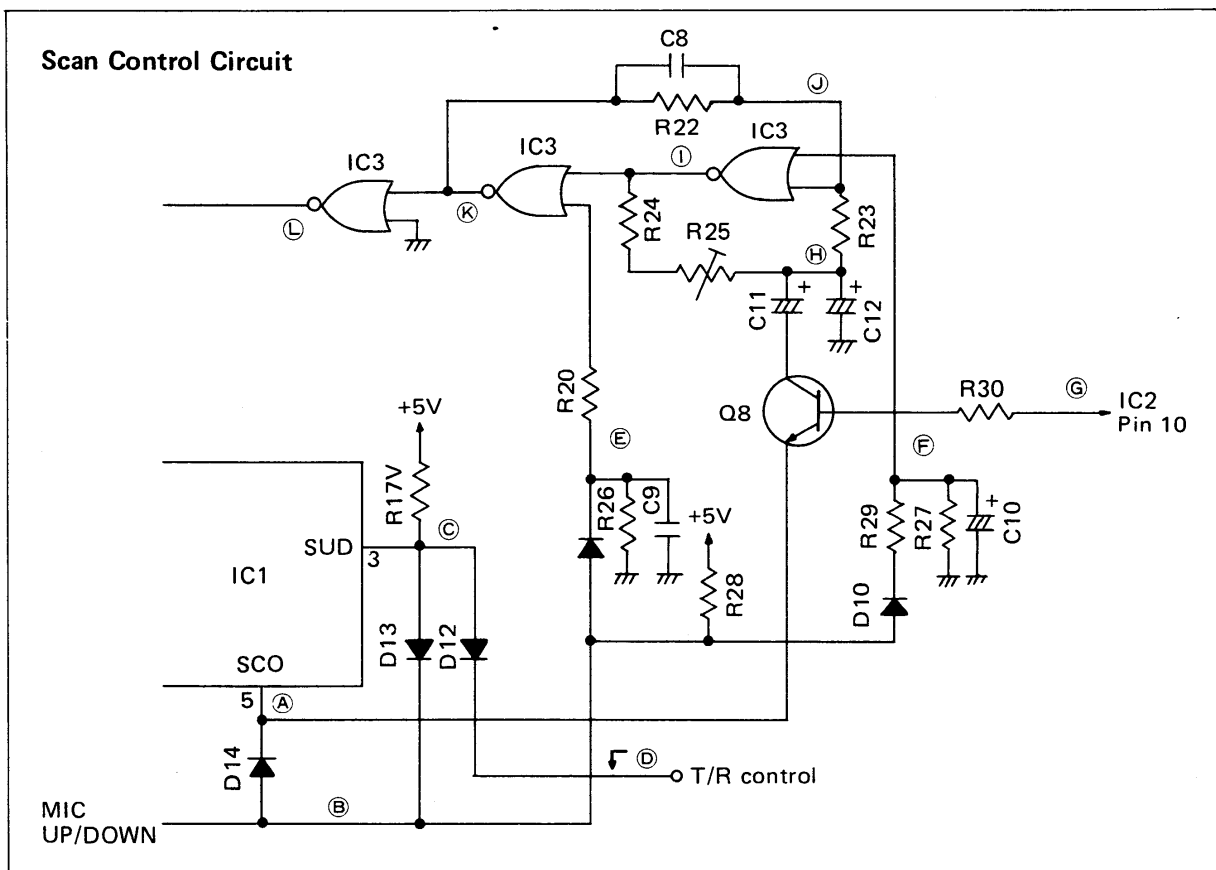 Scan Control Circuit
C8
Ⓙ
R22
IC3
IC3
IC3
Ⓘ
Ⓚ
Ⓛ
R24
R25
R23
Ⓗ
C11
+
+
C12
R20
Q8
R30
Ⓖ
IC2
Pin 10
+5V
Ⓔ
Ⓕ
R17V
R26
C9
+5V
R29
R27
+
C10
Ⓒ
SUD
3
IC1
R28
D10
D13
D12
SCO
5
Ⓐ
D14
Ⓓ
T/R control
MIC
UP/DOWN
Ⓑ